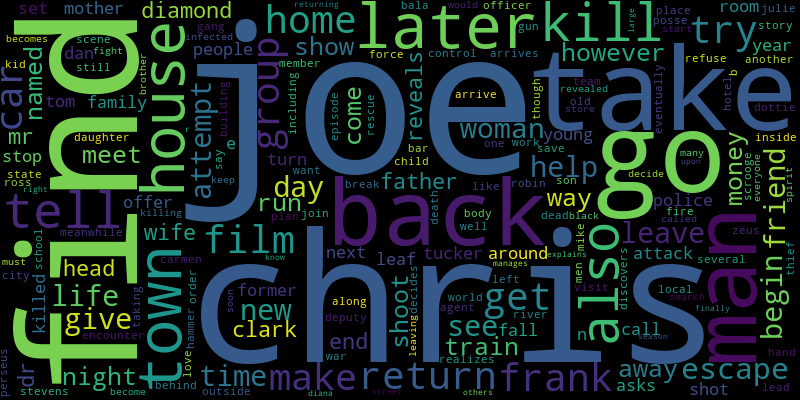 set mother diamond home later kill try room julie
becomes scene gang infected officer bala would returning place posse story
dan fight people show force control arrives gun large start year
kid still car named tom family house group however refuse another
brother joe take b hotel dottie
find daughter attempt including episode come rescue reveals arrive though team revealed old store eventually
mr meet building bar woman young inside
stop e say turn child one work save go many upon decide money scrooge everyone spirit
state ross keep want father like robin help police
right tell day run break son way fire called zeus
offer killing plan join back death body dead black leave friend
meanwhile wife film well mike men also attack several begin thief
must city school carmen know next leaf tucker around explains discovers local search
head town former along manages left see fall visit call finally
killed life new soon chris decides world river n man
give clark deputy end shoot agent get train
perseus encounter taking order hammer love war leaving realizes asks away escape hand
dr night time make return frank shot lead
stevens become behind outside diana street others season